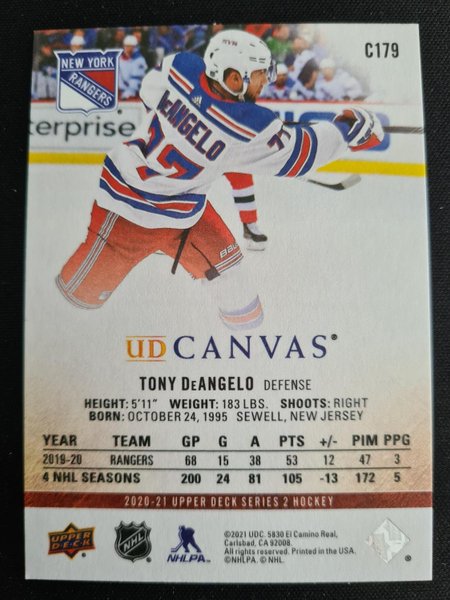 C179
NEW YORK
RANGERS
erprise
DeANGELO
77
77
UD CANVAS®
TONY DeANGELO DEFENSE
HEIGHT: 5'11" WEIGHT: 183 LBS. SHOOTS: RIGHT
BORN: OCTOBER 24, 1995 SEWELL, NEW JERSEY
YEAR TEAM GP G A PTS +/- PIM PPG
2019-20 RANGERS 68 15 38 53 12 47 3
4 NHL SEASONS 200 24 81 105 -13 172 5
2020-21 UPPER DECK SERIES 2 HOCKEY
UPPER DECK
NHL
NHLPA®
©2021 UDC. 5830 El Camino Real,
Carlsbad, CA 92008.
All rights reserved. Printed in the USA.
©NHLPA. © NHL.